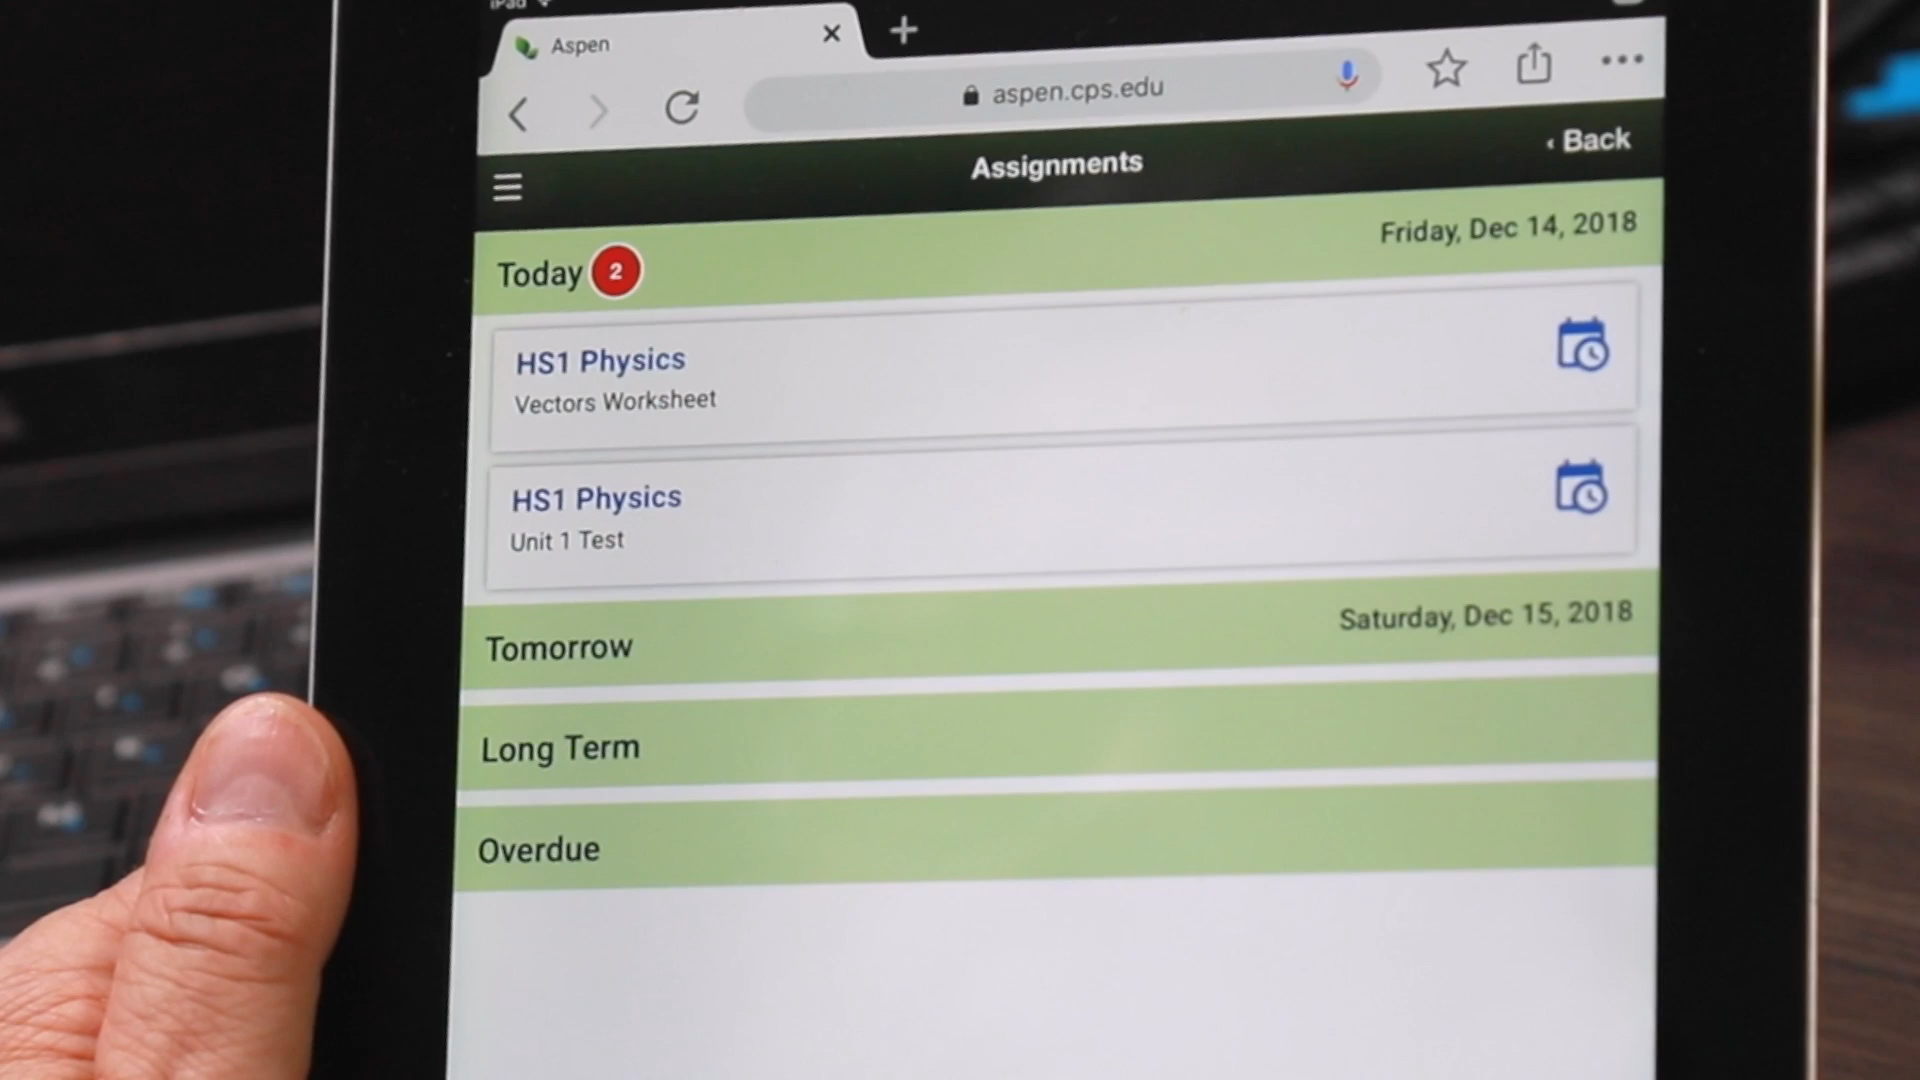 iPad
Aspen
aspen.cps.edu
Assignments
‹ Back
Today 2
Friday, Dec 14, 2018
HS1 Physics
Vectors Worksheet
HS1 Physics
Unit 1 Test
Tomorrow
Saturday, Dec 15, 2018
Long Term
Overdue